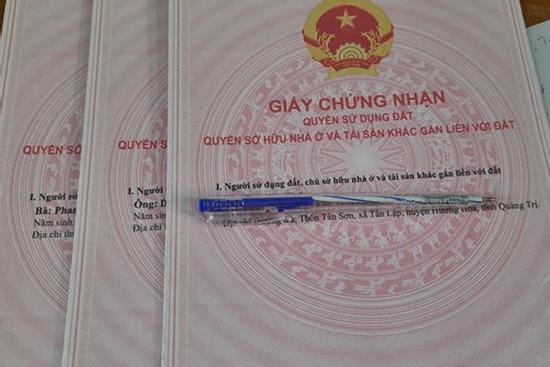 GIẤY CHỨNG NHẬN
QUYỀN SỬ DỤNG ĐẤT
QUYỀN SỞ HỮU NHÀ Ở VÀ TÀI SẢN KHÁC GẮN LIỀN VỚI ĐẤT
I. Người sử dụng đất, chủ sở hữu nhà ở và tài sản khác gắn liền với đất
Thôn Tân Sơn, xã Tân Lập, huyện Hướng Hóa, tỉnh Quảng Trị.
QUYỀN SỞ
I. Người sử
Ông:
Năm sinh:
Địa chỉ
QUYỀN SỞ
I. Người sử
Bà: Phan
Năm sinh:
Địa chỉ